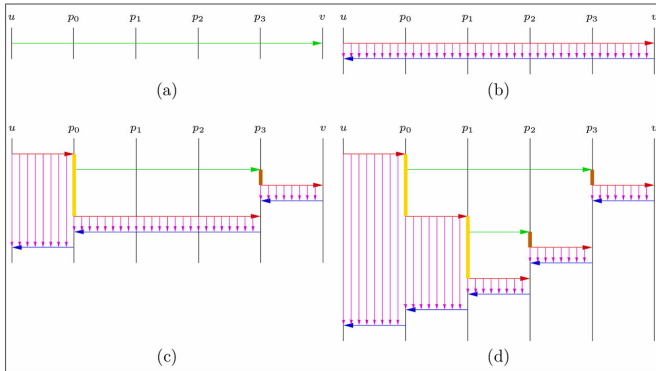 u p₀ p₁ p₂ p₃ v
u p₀ p₁ p₂ p₃ v
(a)
(b)
u p₀ p₁ p₂ p₃ v
u p₀ p₁ p₂ p₃ v
(c)
(d)